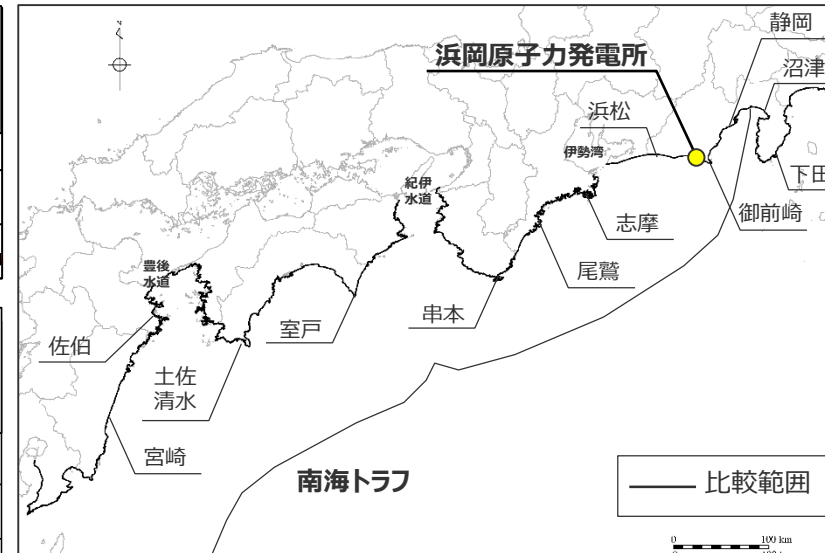 静岡
浜岡原子力発電所
沼津
浜松
伊勢湾
下田
紀伊
水道
御前崎
志摩
尾鷲
豊後
水道
串本
室戸
佐伯
土佐
清水
宮崎
南海トラフ
比較範囲
0 100 km